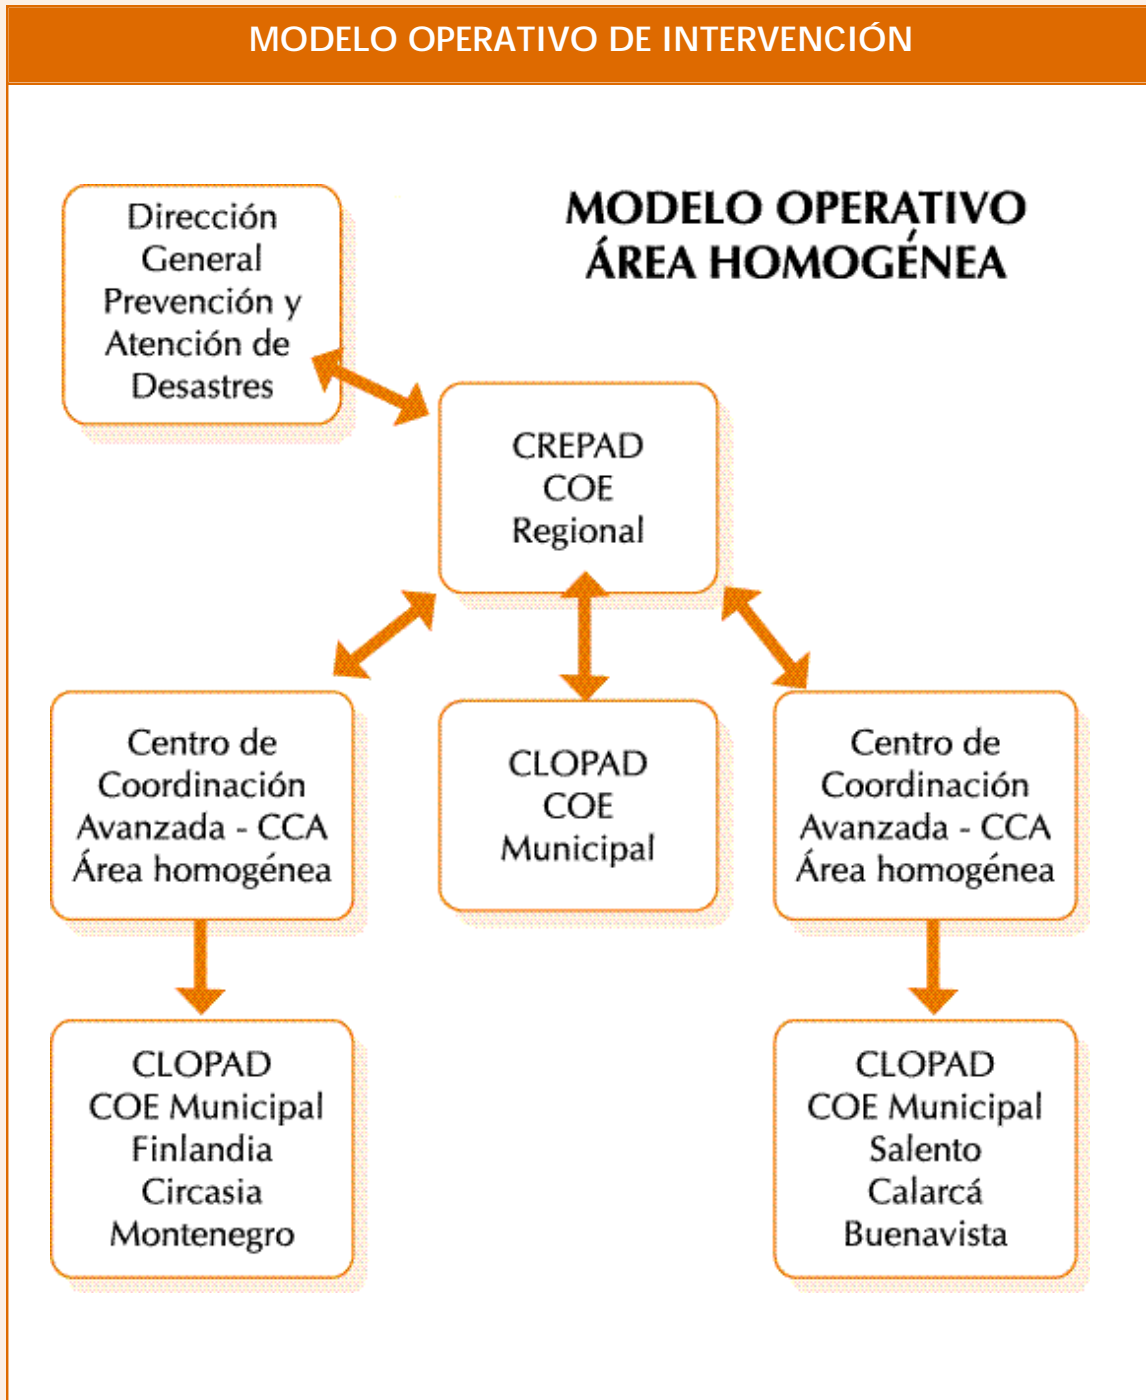 MODELO OPERATIVO DE INTERVENCIÓN
MODELO OPERATIVO
ÁREA HOMOGÉNEA
Dirección
General
Prevención y
Atención de
Desastres
CREPAD
COE
Regional
Centro de
Coordinación
Avanzada - CCA
Área homogénea
CLOPAD
COE
Municipal
Centro de
Coordinación
Avanzada - CCA
Área homogénea
CLOPAD
COE Municipal
Finlandia
Circasia
Montenegro
CLOPAD
COE Municipal
Salento
Calarcá
Buenavista